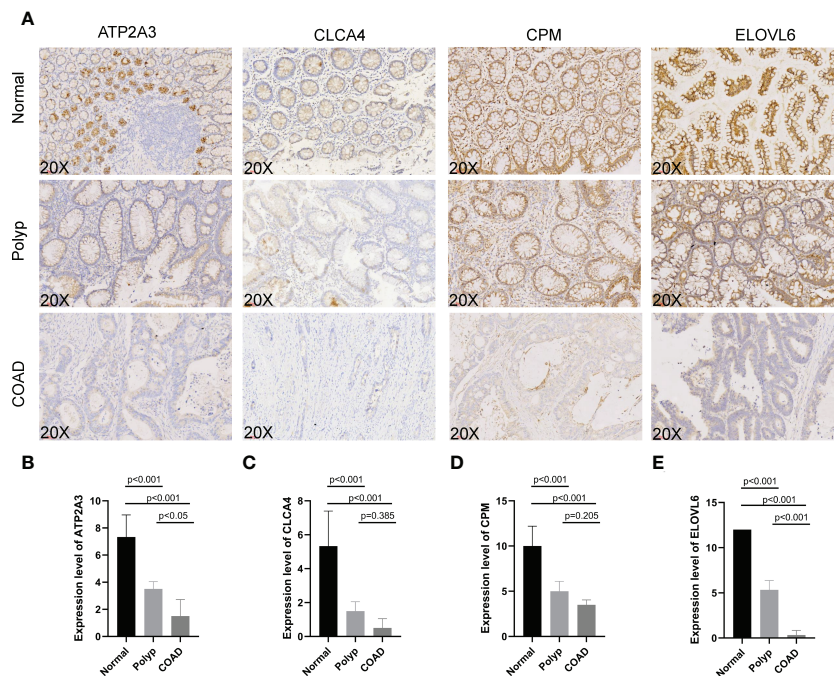 A
ATP2A3 CLCA4 CPM ELOVL6
Normal
20X 20X 20X 20X
Polyp
20X 20X 20X 20X
COAD
20X 20X 20X 20X
B
p<0.001
p<0.001
p<0.05
Expression level of ATP2A3
8
6
4
2
0
Normal Polyp COAD
C
p<0.001
p<0.001
p=0.385
Expression level of CLCA4
8
6
4
2
0
Normal Polyp COAD
D
p<0.001
p<0.001
p=0.205
Expression level of CPM
15
10
5
0
Normal Polyp COAD
E
p<0.001
p<0.001
p<0.001
Expression level of ELOVL6
15
10
5
0
Normal Polyp COAD